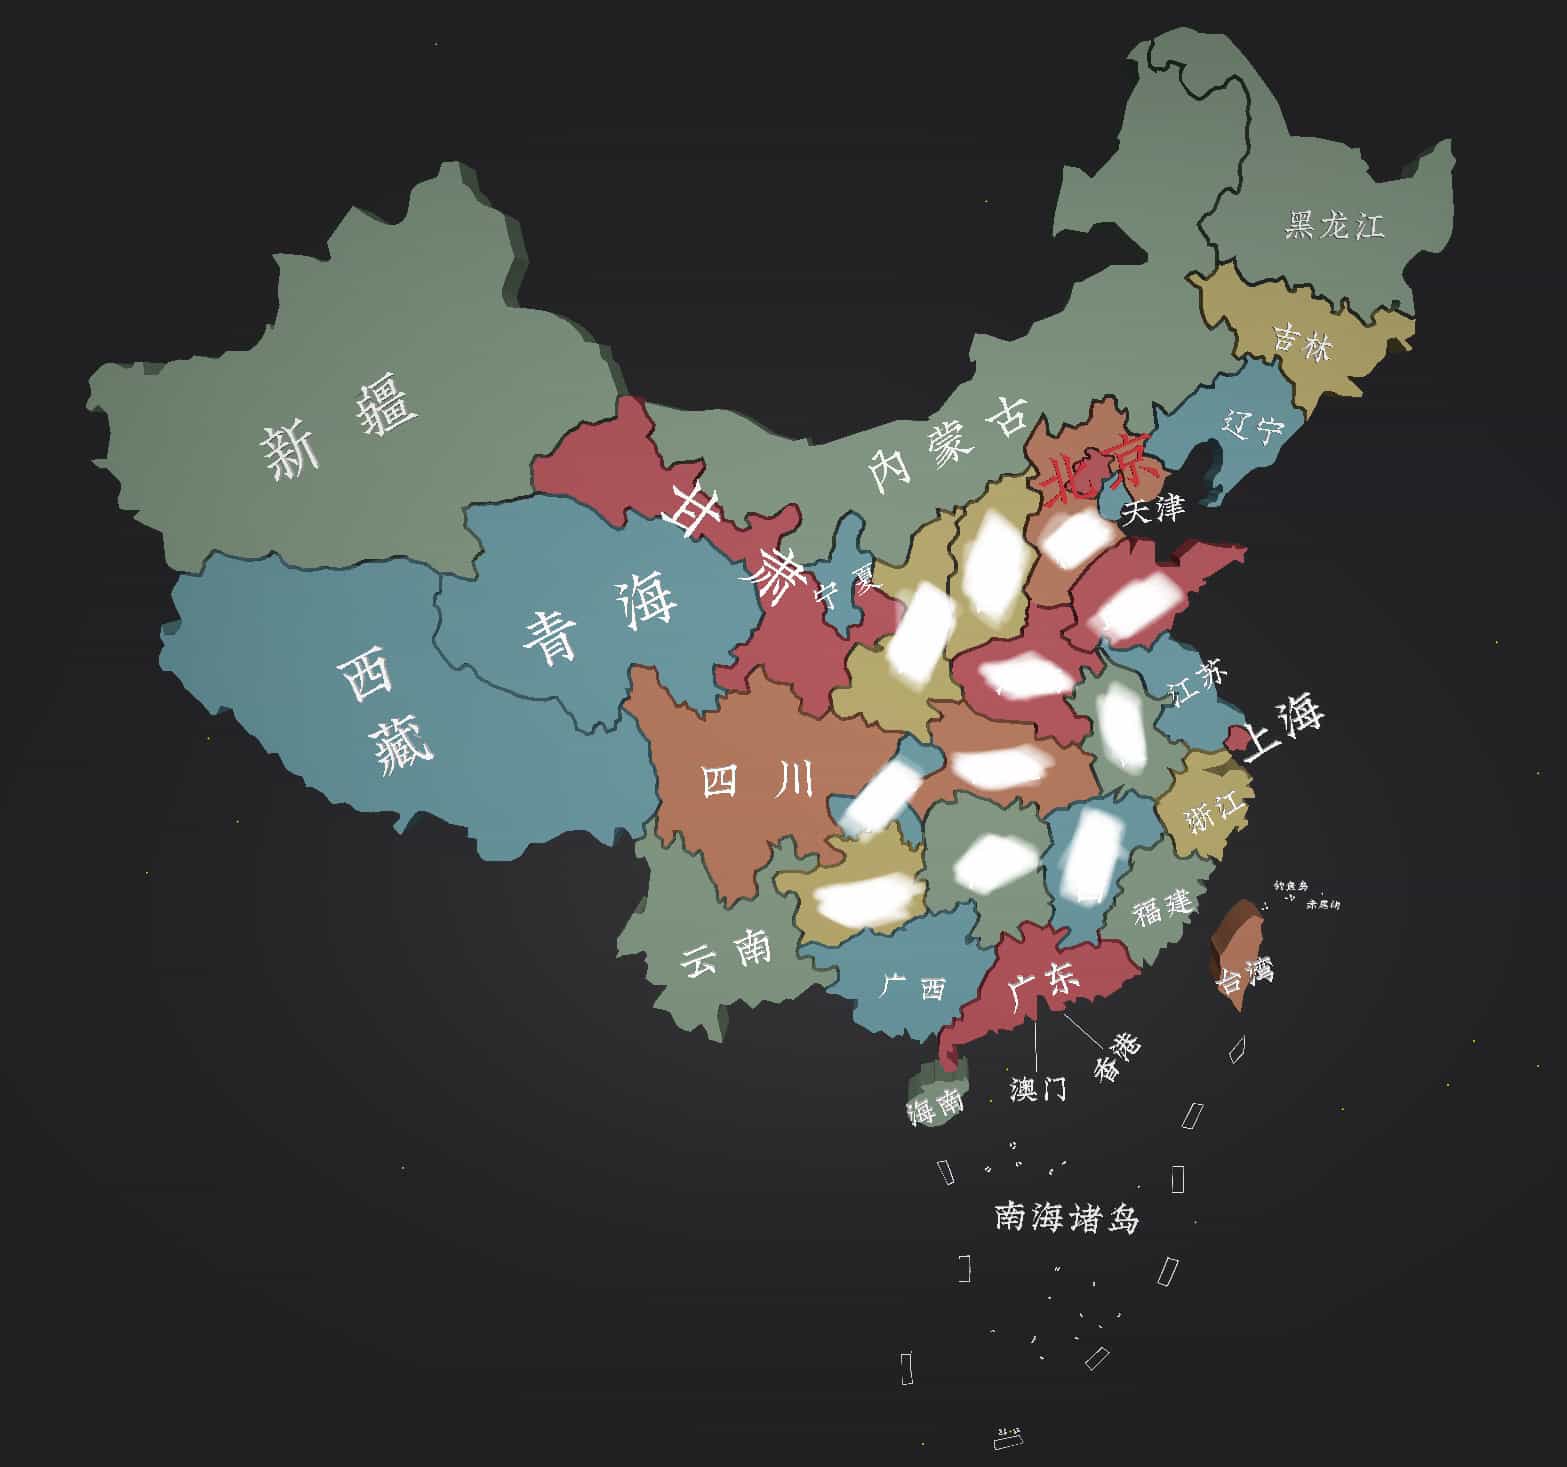 黑龙江
吉林
辽宁
新疆
内蒙古
北京
天津
甘肃
宁夏
青海
西藏
江苏
上海
四川
浙江
福建
钓鱼岛
赤尾屿
云南
广西
广东
台湾
香港
澳门
海南
南海诸岛